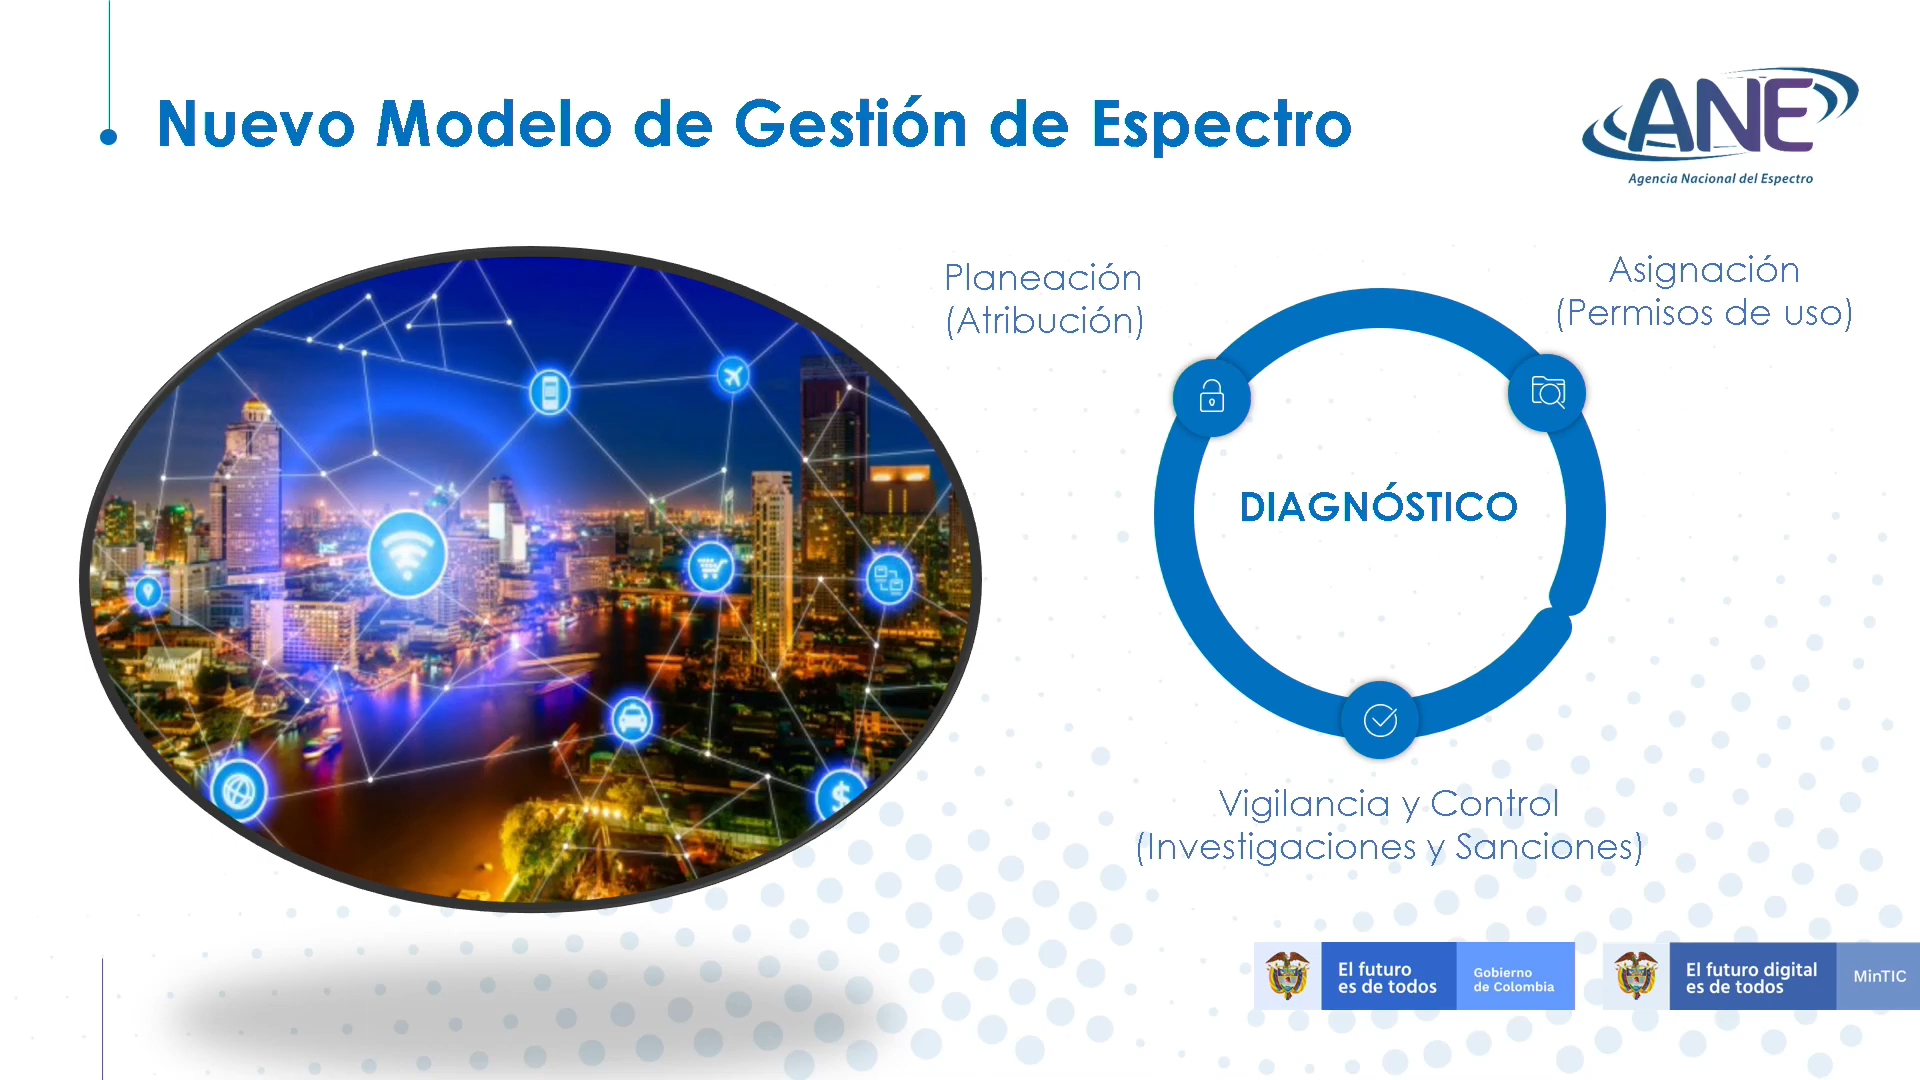 Nuevo Modelo de Gestión de Espectro
ANE
Agencia Nacional del Espectro
Planeación
(Atribución)
Asignación
(Permisos de uso)
DIAGNÓSTICO
$
Vigilancia y Control
(Investigaciones y Sanciones)
El futuro
es de todos
Gobierno
de Colombia
El futuro digital
es de todos
MinTIC